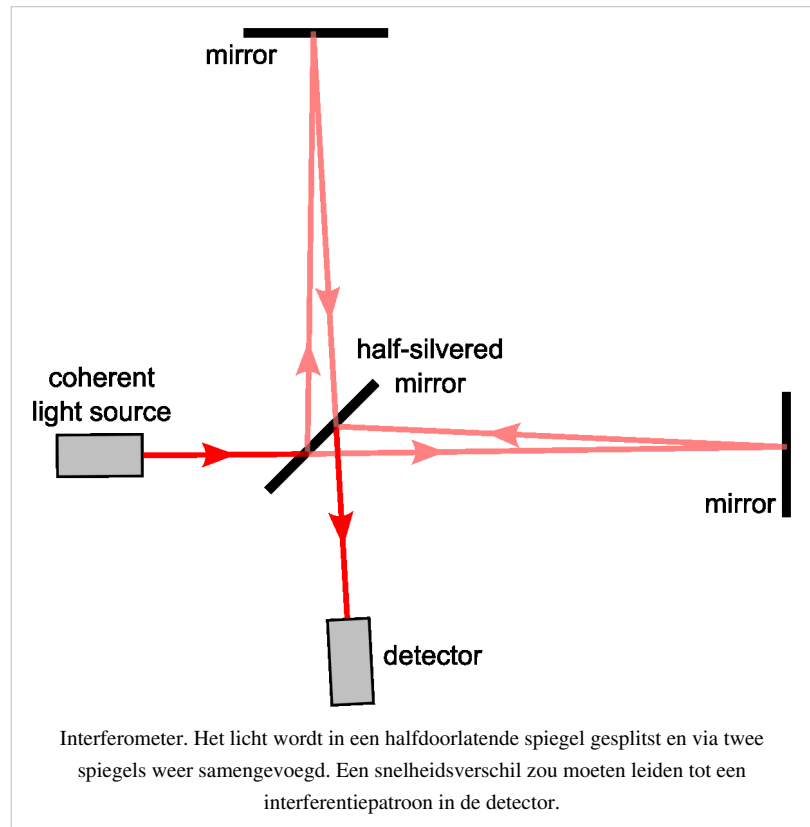 mirror
half-silvered
mirror
coherent
light source
mirror
detector
Interferometer. Het licht wordt in een halfdoorlatende spiegel gesplitst en via twee
spiegels weer samengevoegd. Een snelheidsverschil zou moeten leiden tot een
interferentiepatroon in de detector.